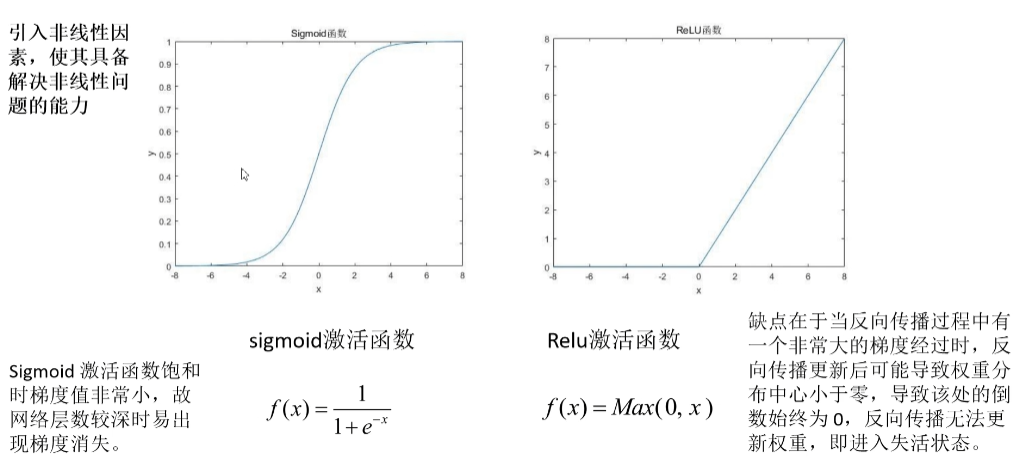 引入非线性因
素，使其具备
解决非线性问
题的能力
Sigmoid函数
1
0.9
0.8
0.7
0.6
0.5
0.4
0.3
0.2
0.1
0
y
-8 -6 -4 -2 0 2 4 6 8
x
ReLU函数
8
7
6
5
4
3
2
1
0
y
-8 -6 -4 -2 0 2 4 6 8
x
sigmoid激活函数
Relu激活函数
Sigmoid 激活函数饱和
时梯度值非常小，故
网络层数较深时易出
现梯度消失。
f(x) = 1 / (1 + e^{-x})
f(x) = Max(0, x)
缺点在于当反向传播过程中有
一个非常大的梯度经过时，反
向传播更新后可能导致权重分
布中心小于零，导致该处的倒
数始终为 0，反向传播无法更
新权重，即进入失活状态。